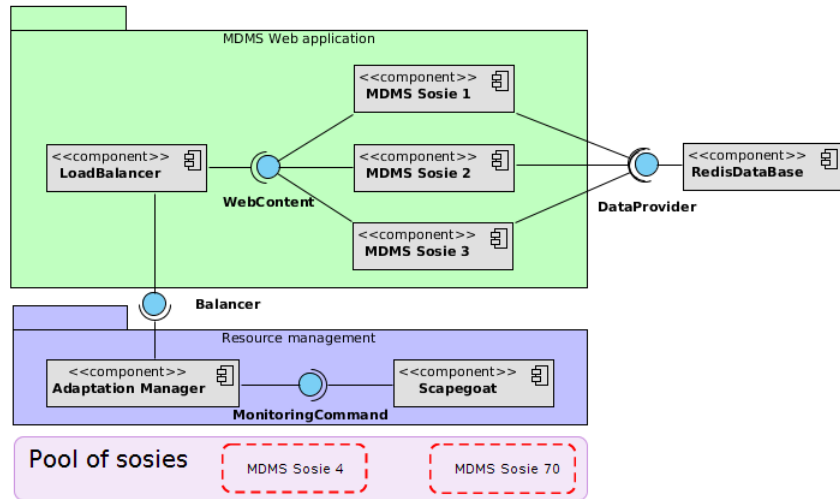 MDMS Web application
<<component>>
MDMS Sosie 1
<<component>>
LoadBalancer
<<component>>
MDMS Sosie 2
<<component>>
RedisDataBase
WebContent
DataProvider
<<component>>
MDMS Sosie 3
Balancer
Resource management
<<component>>
Adaptation Manager
<<component>>
Scapegoat
MonitoringCommand
Pool of sosies
MDMS Sosie 4
MDMS Sosie 70